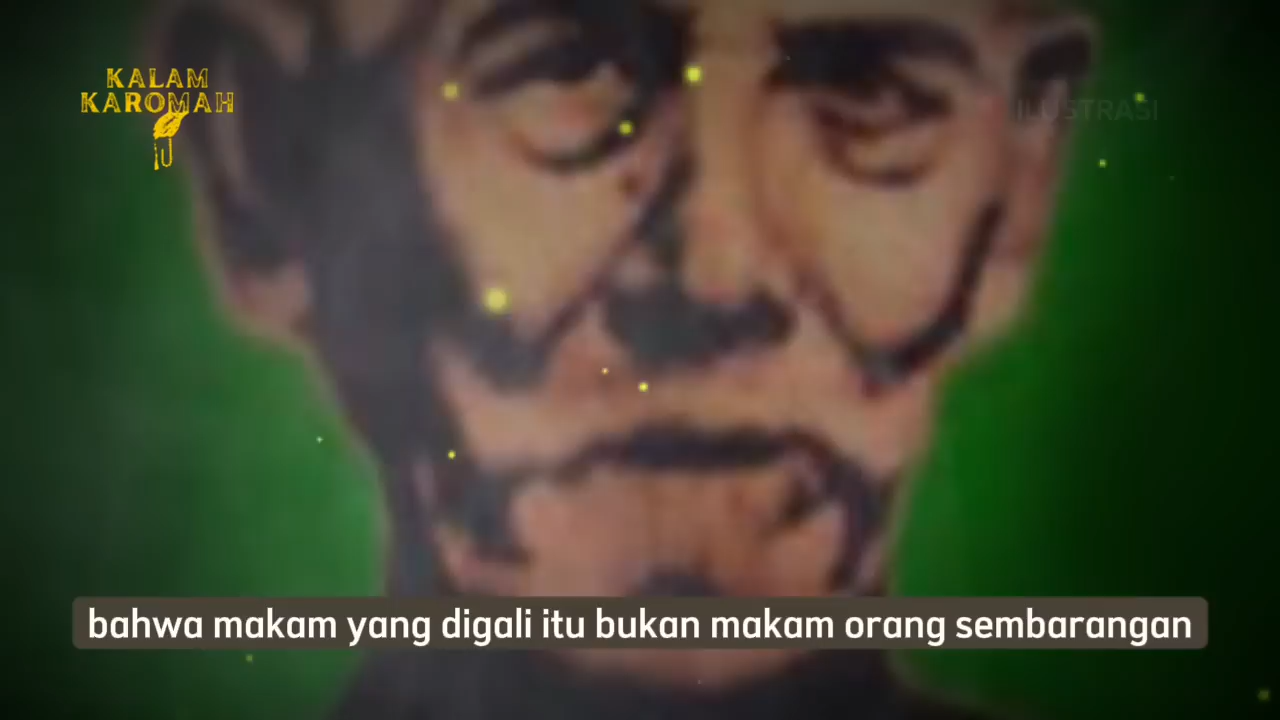 KALAM
KAROMAH
ILUSTRASI
bahwa makam yang digali itu bukan makam orang sembarangan